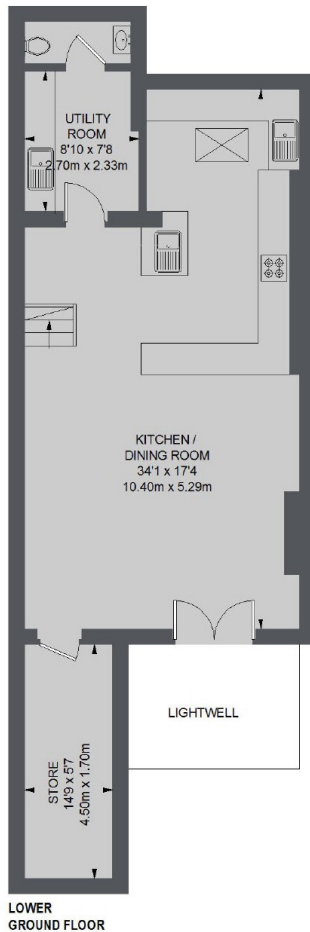 UTILITY
ROOM
8'10 x 7'8
2.70m x 2.33m
KITCHEN /
DINING ROOM
34'1 x 17'4
10.40m x 5.29m
LIGHTWELL
STORE
14'9 x 5'7
4.50m x 1.70m
LOWER
GROUND FLOOR